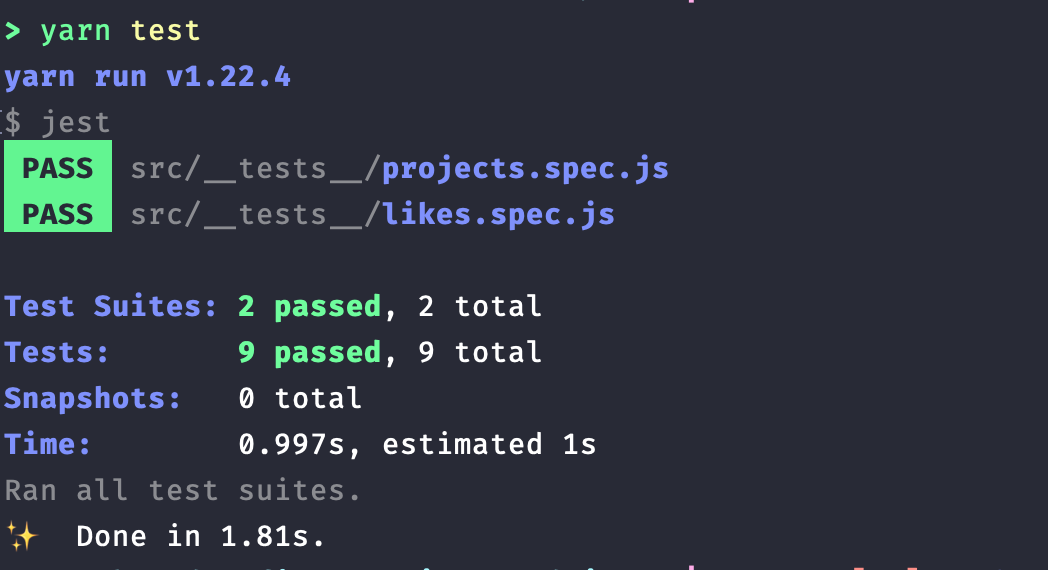 > yarn test
yarn run v1.22.4
$ jest
PASS src/__tests__/projects.spec.js
PASS src/__tests__/likes.spec.js
Test Suites: 2 passed, 2 total
Tests: 9 passed, 9 total
Snapshots: 0 total
Time: 0.997s, estimated 1s
Ran all test suites.
✨ Done in 1.81s.